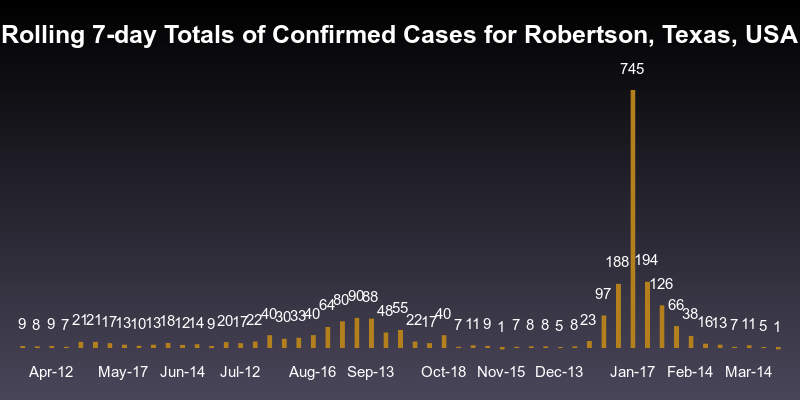 Rolling 7-day Totals of Confirmed Cases for Robertson, Texas, USA
745
188 194
97 126
64 80 90 88 48 55 66 38
9 8 9 7 21 21 17 13 10 13 18 12 14 9 20 17 22 40 30 33 40 22 17 40 7 11 9 1 7 8 8 5 8 23 16 13 7 11 5 1
Apr-12 May-17 Jun-14 Jul-12 Aug-16 Sep-13 Oct-18 Nov-15 Dec-13 Jan-17 Feb-14 Mar-14